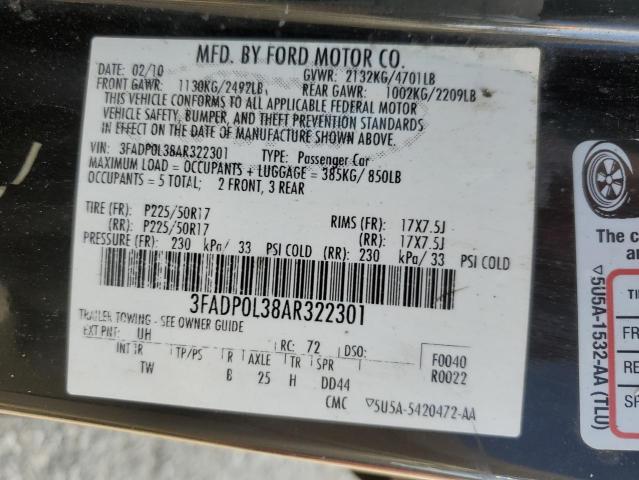 MFD. BY FORD MOTOR CO.
DATE: 02/10 GVWR: 2132KG/4701LB
FRONT GAWR: 1130KG/2492LB REAR GAWR: 1002KG/2209LB
THIS VEHICLE CONFORMS TO ALL APPLICABLE FEDERAL MOTOR
VEHICLE SAFETY, BUMPER, AND THEFT PREVENTION STANDARDS
IN EFFECT ON THE DATE OF MANUFACTURE SHOWN ABOVE
VIN: 3FADP0L38AR322301 TYPE: Passenger Car
MAXIMUM LOAD = OCCUPANTS + LUGGAGE = 385KG/850LB
OCCUPANTS = 5 TOTAL; 2 FRONT, 3 REAR
TIRE (FR): P225/50R17 RIMS (FR): 17X7.5J
(RR): P225/50R17 (RR): 17X7.5J
PRESSURE (FR): 230 kPa/ 33 PSI COLD (RR): 230 kPa/ 33 PSI COLD
3FADP0L38AR322301
TRAILER TOWING - SEE OWNER GUIDE
EXT PNT: UH RC: 72 DSO: F0040
INT TR TP/PS R AXLE TR SPR R0022
TW B 25 H DD44
CMC ▽5U5A-5420472-AA
The c
a
TI
FR
RE
SP
▽5U5A-1532-AA (TLU)